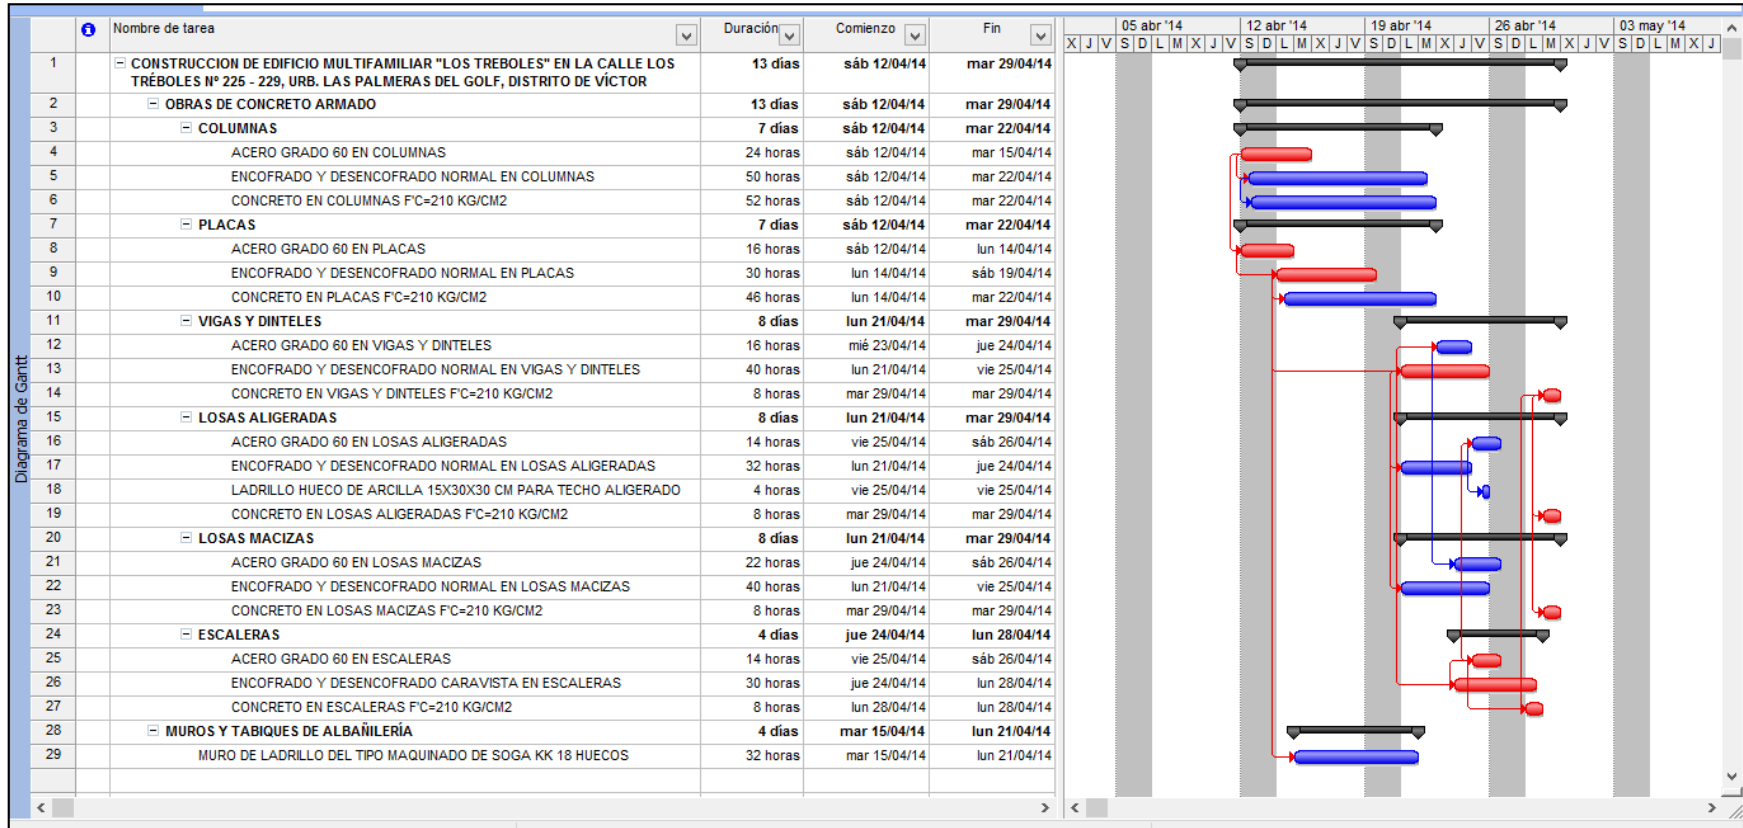 Nombre de tarea Duración Comienzo Fin 05 abr '14 12 abr '14 19 abr '14 26 abr '14 03 may '14
X J V S D L M X J V S D L M X J V S D L M X J V S D L M X J V S D L M X J
1 CONSTRUCCION DE EDIFICIO MULTIFAMILIAR "LOS TREBOLES" EN LA CALLE LOS 13 días sáb 12/04/14 mar 29/04/14
TRÉBOLES Nº 225 - 229, URB. LAS PALMERAS DEL GOLF, DISTRITO DE VÍCTOR
2 OBRAS DE CONCRETO ARMADO 13 días sáb 12/04/14 mar 29/04/14
3 COLUMNAS 7 días sáb 12/04/14 mar 22/04/14
4 ACERO GRADO 60 EN COLUMNAS 24 horas sáb 12/04/14 mar 15/04/14
5 ENCOFRADO Y DESENCOFRADO NORMAL EN COLUMNAS 50 horas sáb 12/04/14 mar 22/04/14
6 CONCRETO EN COLUMNAS F'C=210 KG/CM2 52 horas sáb 12/04/14 mar 22/04/14
7 PLACAS 7 días sáb 12/04/14 mar 22/04/14
8 ACERO GRADO 60 EN PLACAS 16 horas sáb 12/04/14 lun 14/04/14
9 ENCOFRADO Y DESENCOFRADO NORMAL EN PLACAS 30 horas lun 14/04/14 sáb 19/04/14
10 CONCRETO EN PLACAS F'C=210 KG/CM2 46 horas lun 14/04/14 mar 22/04/14
11 VIGAS Y DINTELES 8 días lun 21/04/14 mar 29/04/14
12 ACERO GRADO 60 EN VIGAS Y DINTELES 16 horas mié 23/04/14 jue 24/04/14
13 ENCOFRADO Y DESENCOFRADO NORMAL EN VIGAS Y DINTELES 40 horas lun 21/04/14 vie 25/04/14
14 CONCRETO EN VIGAS Y DINTELES F'C=210 KG/CM2 8 horas mar 29/04/14 mar 29/04/14
15 LOSAS ALIGERADAS 8 días lun 21/04/14 mar 29/04/14
16 ACERO GRADO 60 EN LOSAS ALIGERADAS 14 horas vie 25/04/14 sáb 26/04/14
17 ENCOFRADO Y DESENCOFRADO NORMAL EN LOSAS ALIGERADAS 32 horas lun 21/04/14 jue 24/04/14
18 LADRILLO HUECO DE ARCILLA 15X30X30 CM PARA TECHO ALIGERADO 4 horas vie 25/04/14 vie 25/04/14
19 CONCRETO EN LOSAS ALIGERADAS F'C=210 KG/CM2 8 horas mar 29/04/14 mar 29/04/14
20 LOSAS MACIZAS 8 días lun 21/04/14 mar 29/04/14
21 ACERO GRADO 60 EN LOSAS MACIZAS 22 horas jue 24/04/14 sáb 26/04/14
22 ENCOFRADO Y DESENCOFRADO NORMAL EN LOSAS MACIZAS 40 horas lun 21/04/14 vie 25/04/14
23 CONCRETO EN LOSAS MACIZAS F'C=210 KG/CM2 8 horas mar 29/04/14 mar 29/04/14
24 ESCALERAS 4 días jue 24/04/14 lun 28/04/14
25 ACERO GRADO 60 EN ESCALERAS 14 horas vie 25/04/14 sáb 26/04/14
26 ENCOFRADO Y DESENCOFRADO CARAVISTA EN ESCALERAS 30 horas jue 24/04/14 lun 28/04/14
27 CONCRETO EN ESCALERAS F'C=210 KG/CM2 8 horas lun 28/04/14 lun 28/04/14
28 MUROS Y TABIQUES DE ALBAÑILERÍA 4 días mar 15/04/14 lun 21/04/14
29 MURO DE LADRILLO DEL TIPO MAQUINADO DE SOGA KK 18 HUECOS 32 horas mar 15/04/14 lun 21/04/14
Diagrama de Gantt